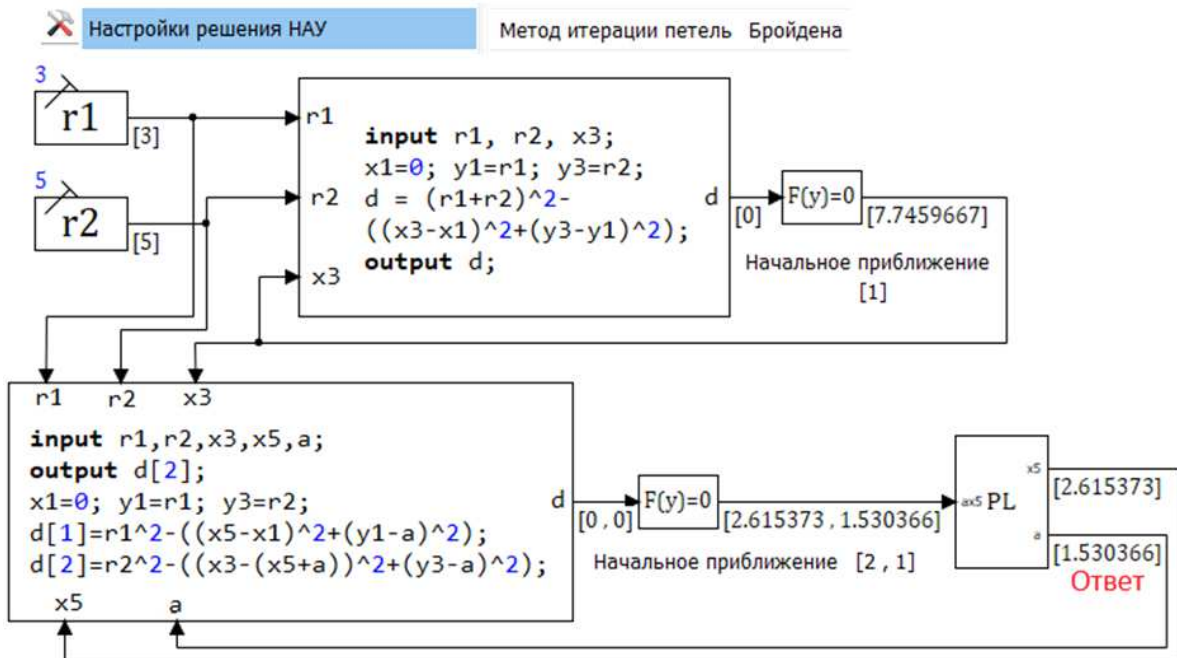 Настройки решения НАУ
Метод итерации петель Бройдена
3
r1
[3]
5
r2
[5]
r1
r2
x3
input r1, r2, x3;
x1=0; y1=r1; y3=r2;
d = (r1+r2)^2-
((x3-x1)^2+(y3-y1)^2);
output d;
d
[0]
F(y)=0
[7.7459667]
Начальное приближение
[1]
r1 r2 x3
input r1,r2,x3,x5,a;
output d[2];
x1=0; y1=r1; y3=r2;
d[1]=r1^2-((x5-x1)^2+(y1-a)^2);
d[2]=r2^2-((x3-(x5+a))^2+(y3-a)^2);
x5 a
d
[0 , 0]
F(y)=0
[2.615373 , 1.530366]
Начальное приближение [2 , 1]
ax5 PL
x5
a
[2.615373]
[1.530366]
Ответ